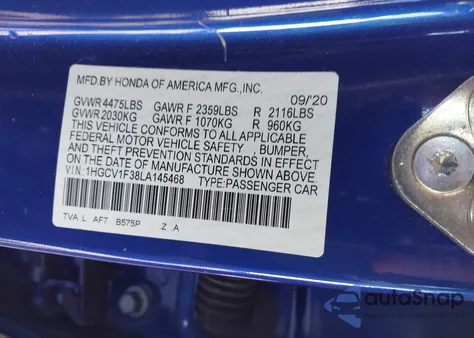 MFD.BY HONDA OF AMERICA MFG.,INC.
09/'20
GVWR 4475LBS GAWR F 2359LBS R 2116LBS
GVWR 2030KG GAWR F 1070KG R 960KG
THIS VEHICLE CONFORMS TO ALL APPLICABLE
FEDERAL MOTOR VEHICLE SAFETY , BUMPER,
AND THEFT PREVENTION STANDARDS IN EFFECT
ON THE DATE OF MANUFACTURE SHOWN ABOVE.
V.I.N.:1HGCV1F38LA145468 TYPE:PASSENGER CAR
TVA L AF7 B575P .Z .A
autoSnap